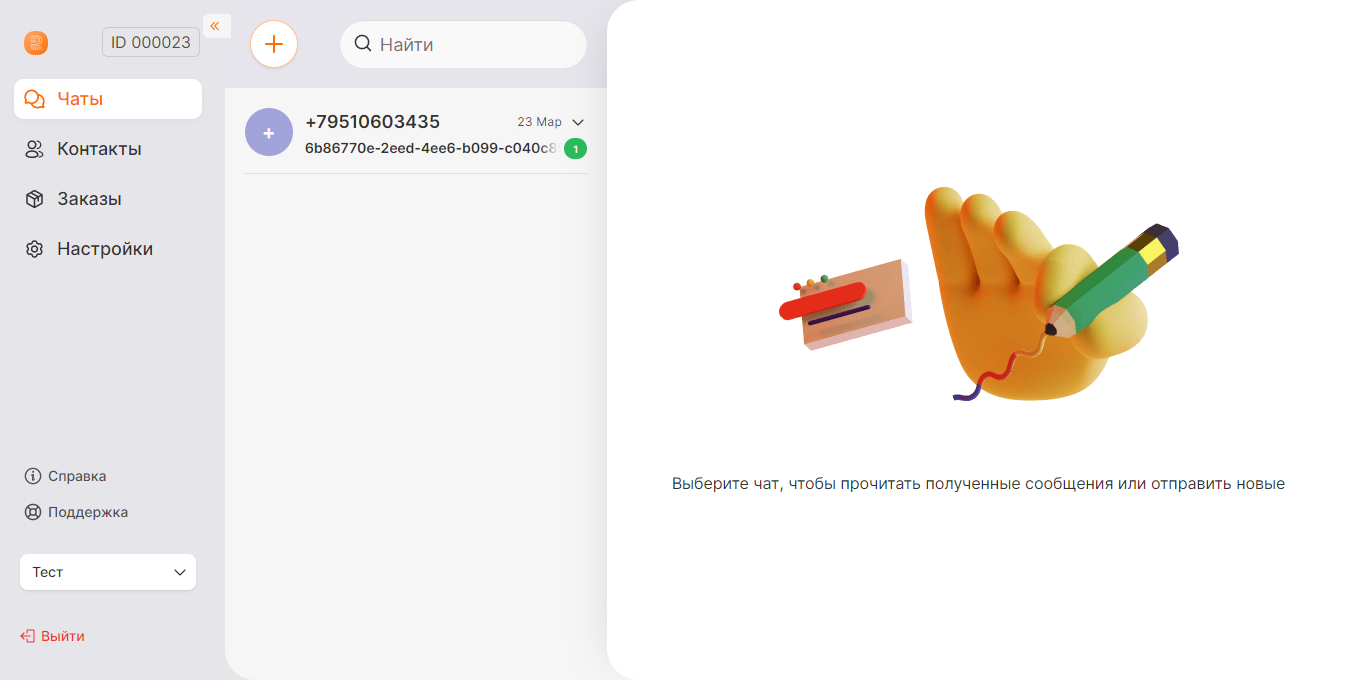 ID 000023
«
Чаты
Контакты
Заказы
Настройки
Справка
Поддержка
Тест
Выйти
Найти
+
+79510603435
23 Мар
6b86770e-2eed-4ee6-b099-c040c8
1
Выберите чат, чтобы прочитать полученные сообщения или отправить новые